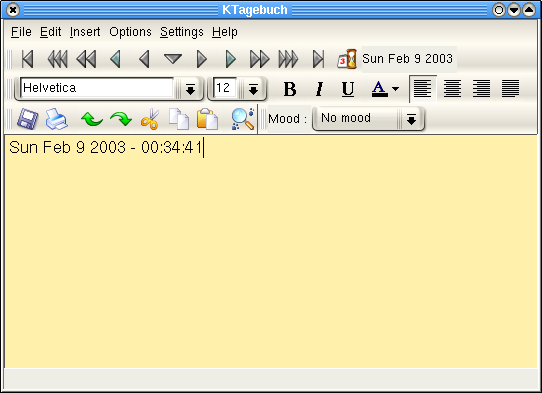 KTagebuch
File Edit Insert Options Settings Help
3 Sun Feb 9 2003
Helvetica 12 B I U A
Mood : No mood
Sun Feb 9 2003 - 00:34:41